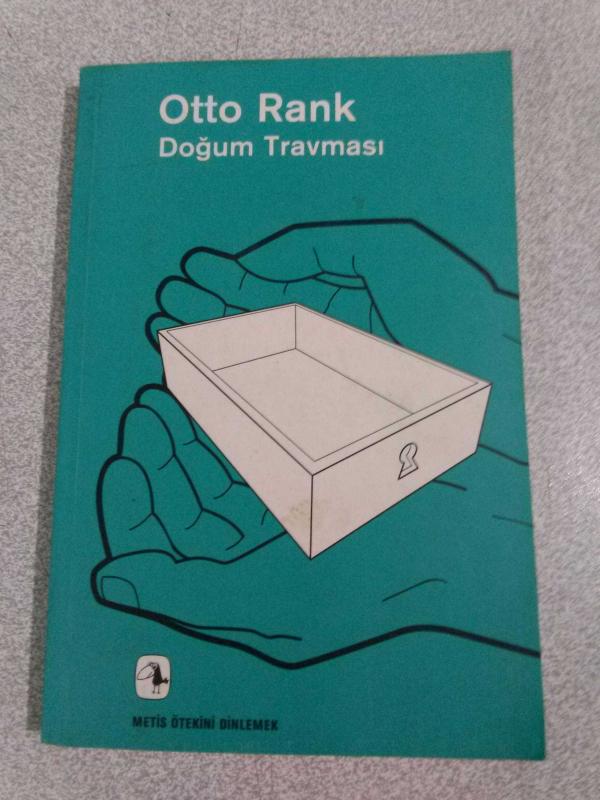 Otto Rank
Doğum Travması
METİS ÖTEKİNİ DİNLEMEK